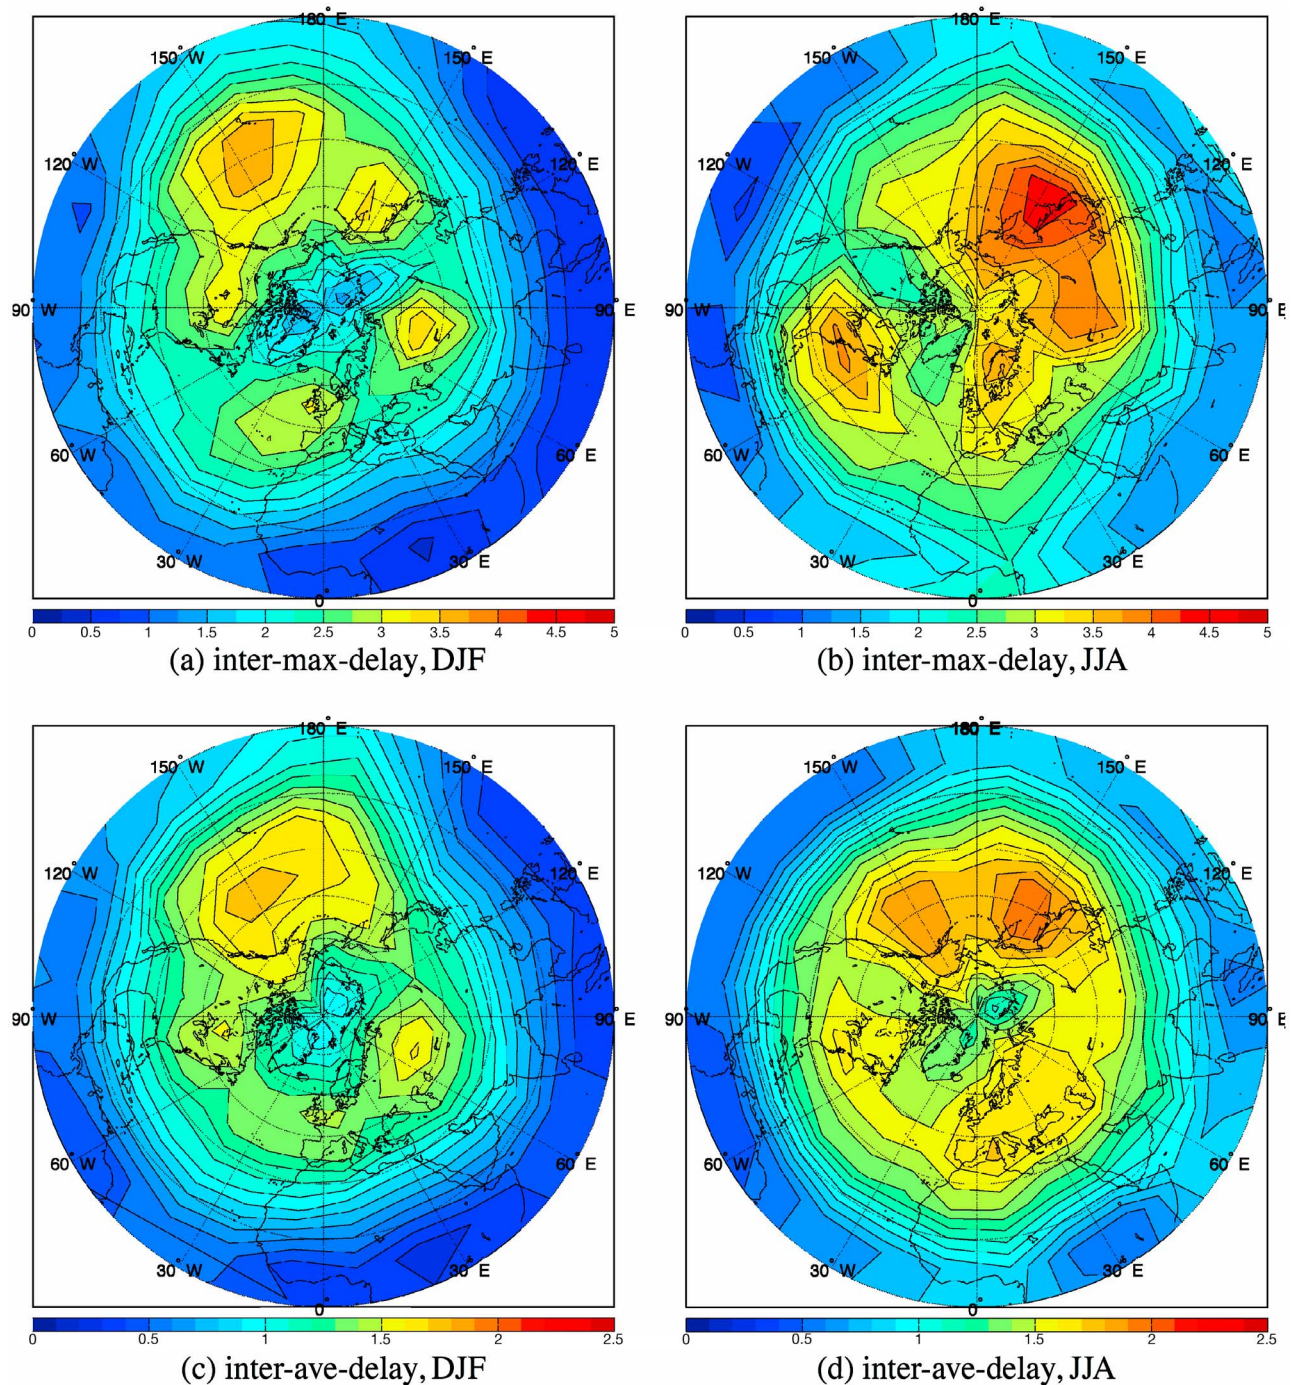 180° E 180° E
150° W 150° E 150° W 150° E
120° W 120° E 120° W 120° E
90° W 90° E 90° W 90° E
60° W 60° E 60° W 60° E
30° W 30° E 30° W 30° E
0° 0°
0 0.5 1 1.5 2 2.5 3 3.5 4 4.5 5 0 0.5 1 1.5 2 2.5 3 3.5 4 4.5 5
(a) inter-max-delay, DJF (b) inter-max-delay, JJA
180° E 180° E
150° W 150° E 150° W 150° E
120° W 120° E 120° W 120° E
90° W 90° E 90° W 90° E
60° W 60° E 60° W 60° E
30° W 30° E 30° W 30° E
0° 0°
0 0.5 1 1.5 2 2.5 0 0.5 1 1.5 2 2.5
(c) inter-ave-delay, DJF (d) inter-ave-delay, JJA